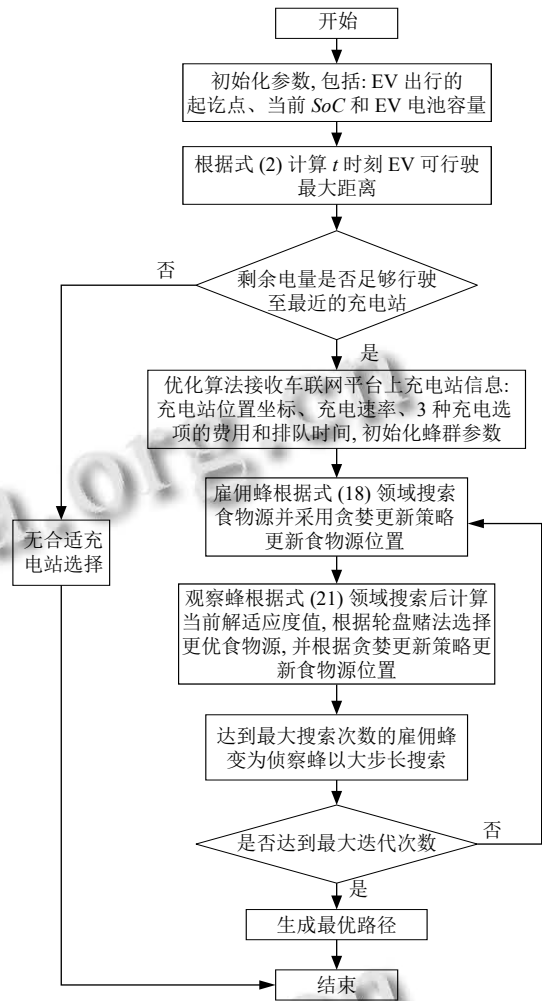 开始
初始化参数, 包括: EV 出行的
起讫点、当前 SoC 和 EV 电池容量
根据式 (2) 计算 t 时刻 EV 可行驶
最大距离
否
剩余电量是否足够行驶
至最近的充电站
是
优化算法接收车联网平台上充电站信息:
充电站位置坐标、充电速率、3 种充电选
项的费用和排队时间, 初始化蜂群参数
雇佣蜂根据式 (18) 领域搜索
食物源并采用贪婪更新策略
更新食物源位置
无合适充
电站选择
观察蜂根据式 (21) 领域搜索后计算
当前解适应度值, 根据轮盘赌法选择
更优食物源, 并根据贪婪更新策略更
新食物源位置
达到最大搜索次数的雇佣蜂
变为侦察蜂以大步长搜索
是否达到最大迭代次数
否
是
生成最优路径
结束
a.org.cn